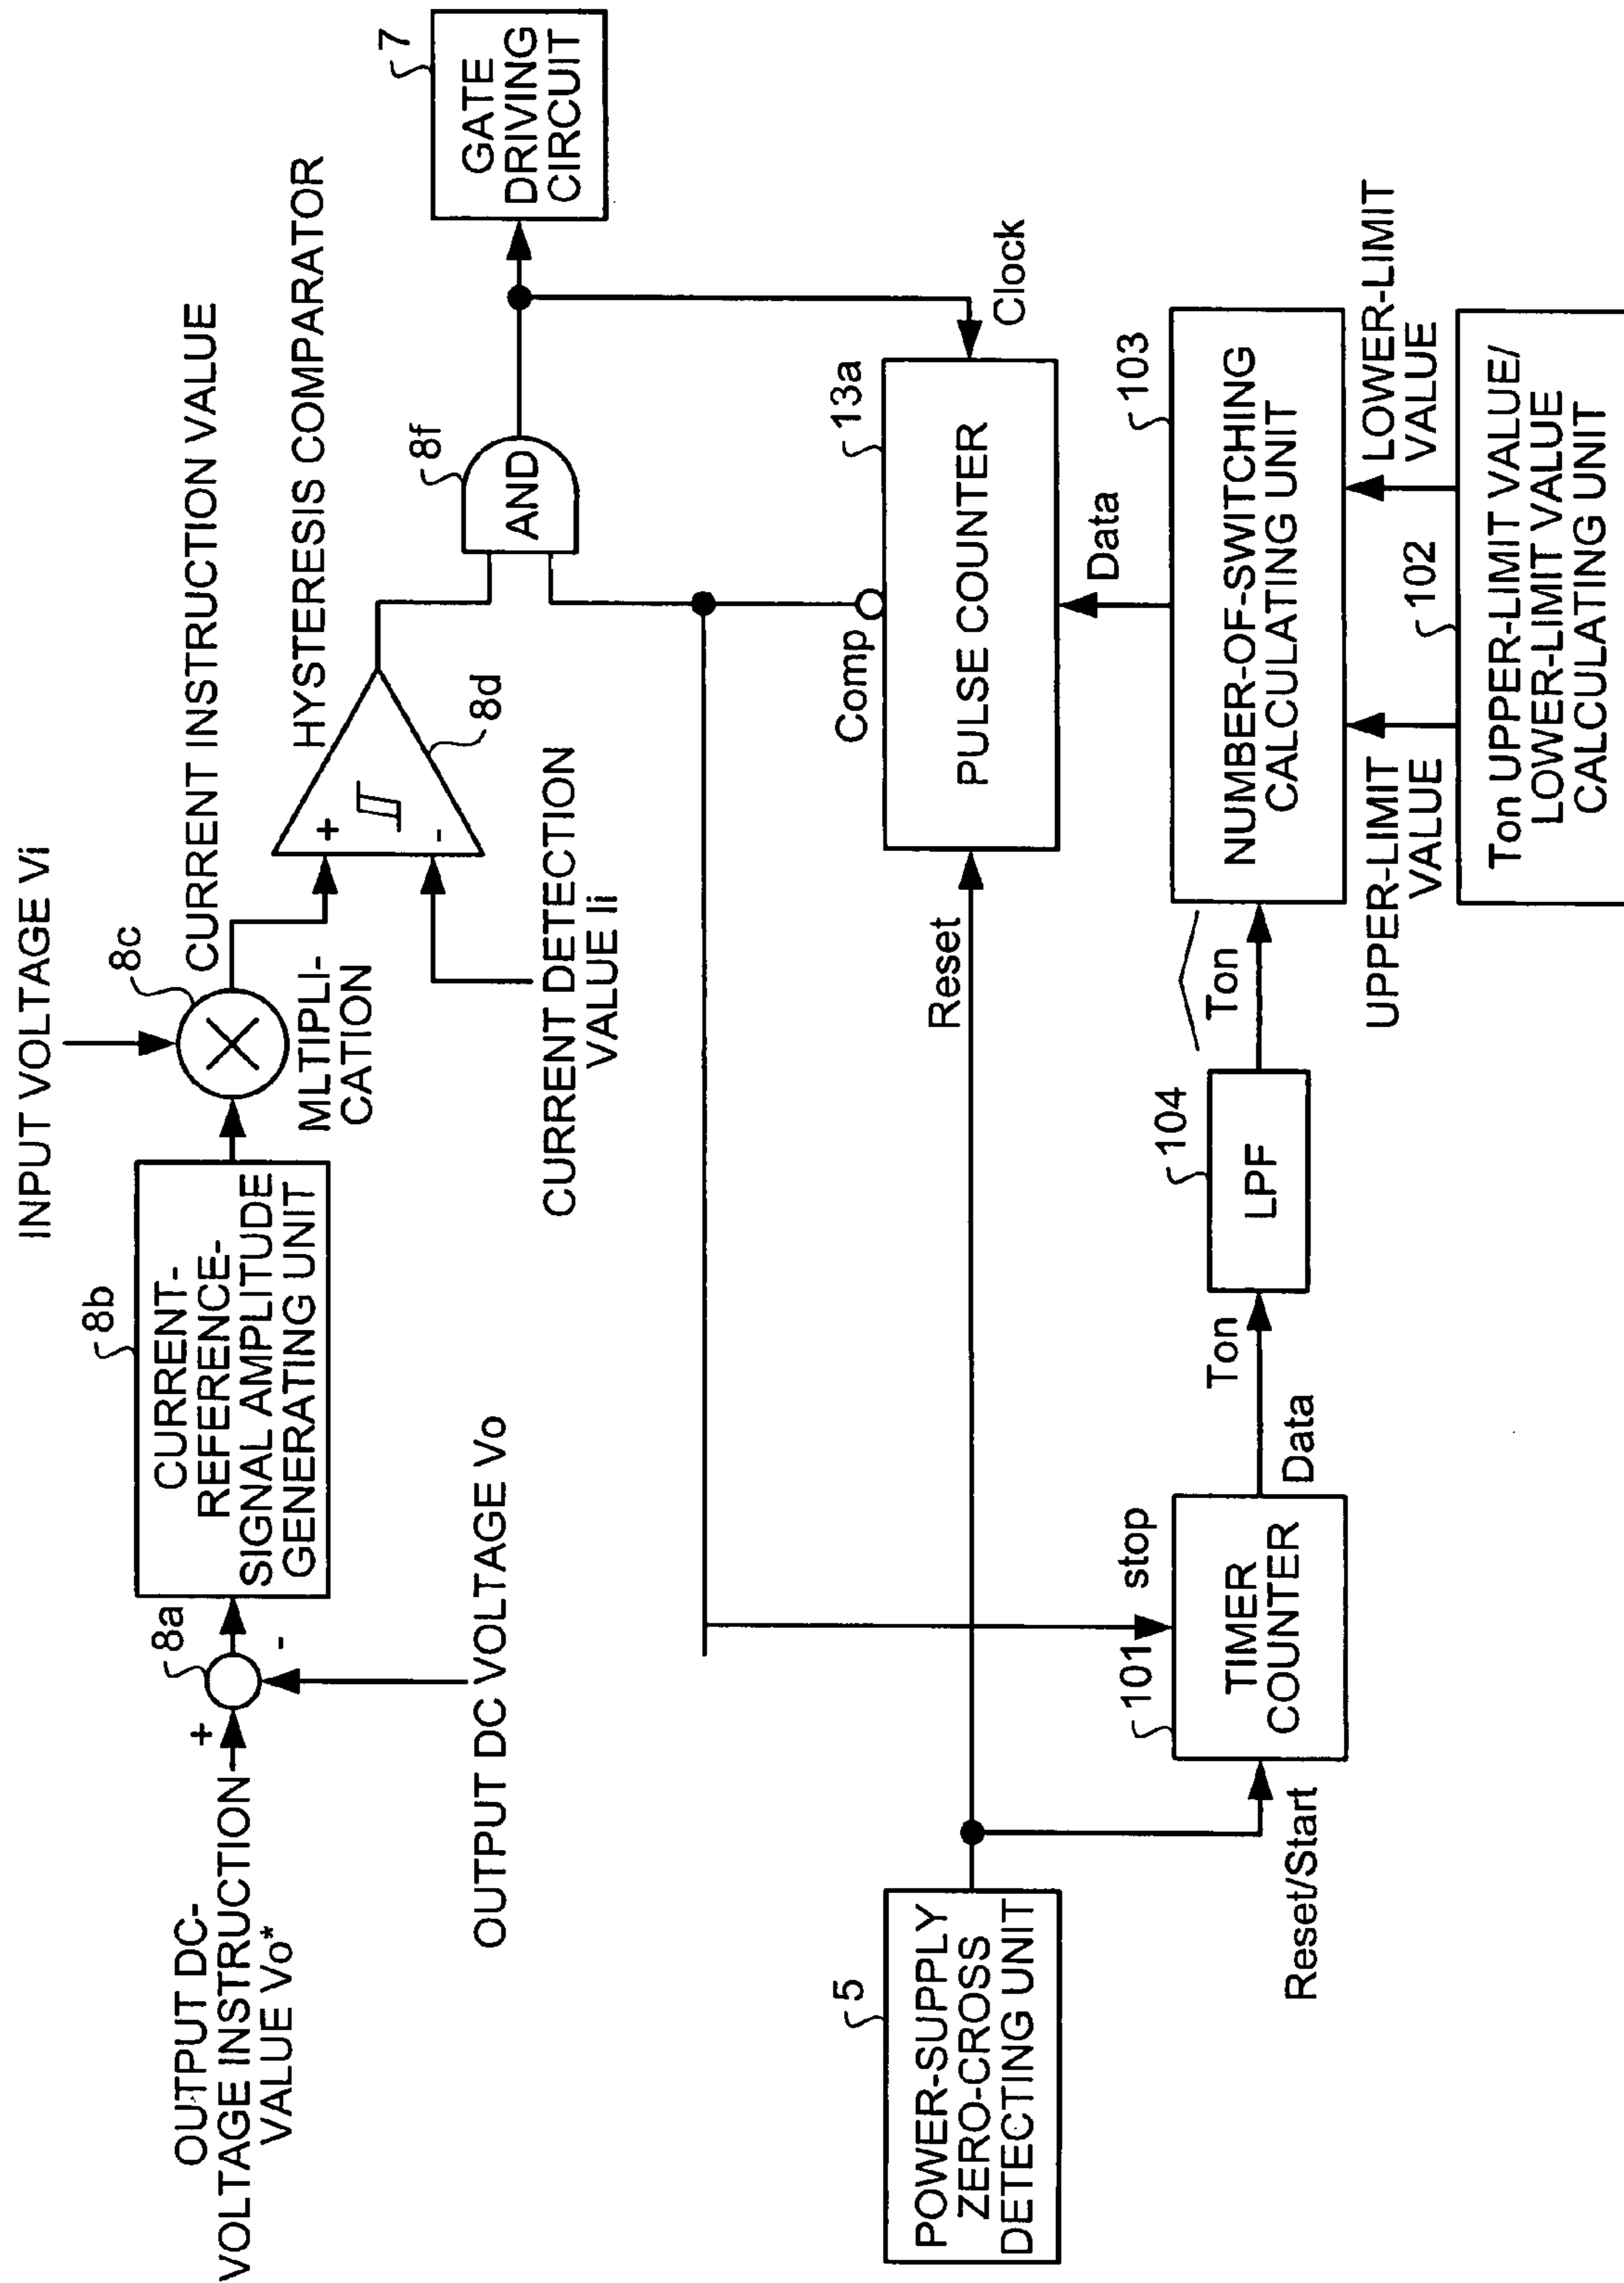 INPUT VOLTAGE Vi
OUTPUT DC-
VOLTAGE INSTRUCTION
VALUE Vo*
+
-
8a
OUTPUT DC VOLTAGE Vo
8b
CURRENT-
REFERENCE-
SIGNAL AMPLITUDE
GENERATING UNIT
8c
MLTIPLI-
CATION
CURRENT INSTRUCTION VALUE
HYSTERESIS COMPARATOR
+
-
8d
CURRENT DETECTION
VALUE Ii
8f
AND
7
GATE
DRIVING
CIRCUIT
5
POWER-SUPPLY
ZERO-CROSS
DETECTING UNIT
Reset
Comp
13a
PULSE COUNTER
Clock
Data
Reset/Start
101
stop
TIMER
COUNTER
Ton
Data
104
LPF
Ton
103
NUMBER-OF-SWITCHING
CALCULATING UNIT
UPPER-LIMIT
VALUE
102
LOWER-LIMIT
VALUE
Ton UPPER-LIMIT VALUE/
LOWER-LIMIT VALUE
CALCULATING UNIT